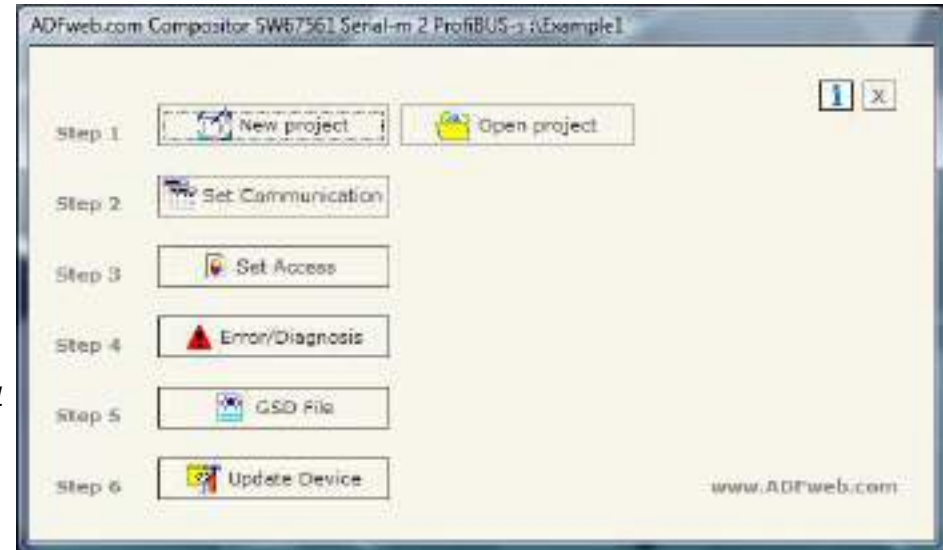 ADFweb.com Compositor SW67561 Serial-m 2 ProfiBUS-s :\Example1
Step 1 New project Open project i X
Step 2 Set Communication
Step 3 Set Access
Step 4 Error/Diagnosis
Step 5 GSD File
Step 6 Update Device
www.ADFweb.com